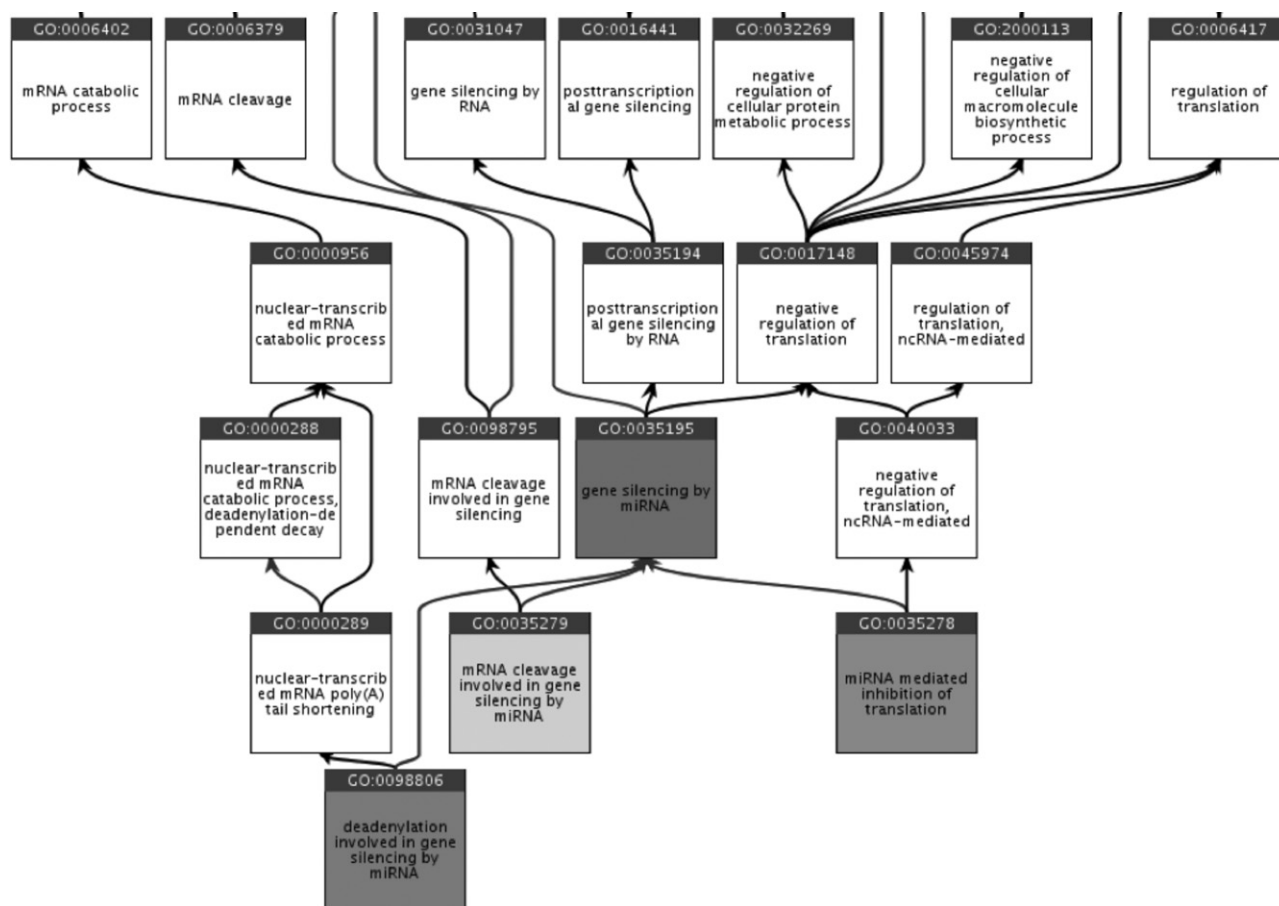 GO:0006402
mRNA catabolic
process
GO:0006379
mRNA cleavage
GO:0031047
gene silencing by
RNA
GO:0016441
posttranscription
al gene silencing
GO:0032269
negative
regulation of
cellular protein
metabolic process
GO:2000113
negative
regulation of
cellular
macromolecule
biosynthetic
process
GO:0006417
regulation of
translation
GO:0000956
nuclear-transcrib
ed mRNA
catabolic process
GO:0035194
posttranscription
al gene silencing
by RNA
GO:0017148
negative
regulation of
translation
GO:0045974
regulation of
translation,
ncRNA-mediated
GO:0000288
nuclear-transcrib
ed mRNA
catabolic process,
deadenylation-de
pendent decay
GO:0098795
mRNA cleavage
involved in gene
silencing
GO:0035195
gene silencing by
miRNA
GO:0040033
negative
regulation of
translation,
ncRNA-mediated
GO:0000289
nuclear-transcrib
ed mRNA poly(A)
tail shortening
GO:0035279
mRNA cleavage
involved in gene
silencing by
miRNA
GO:0035278
miRNA mediated
inhibition of
translation
GO:0098806
deadenylation
involved in gene
silencing by
miRNA